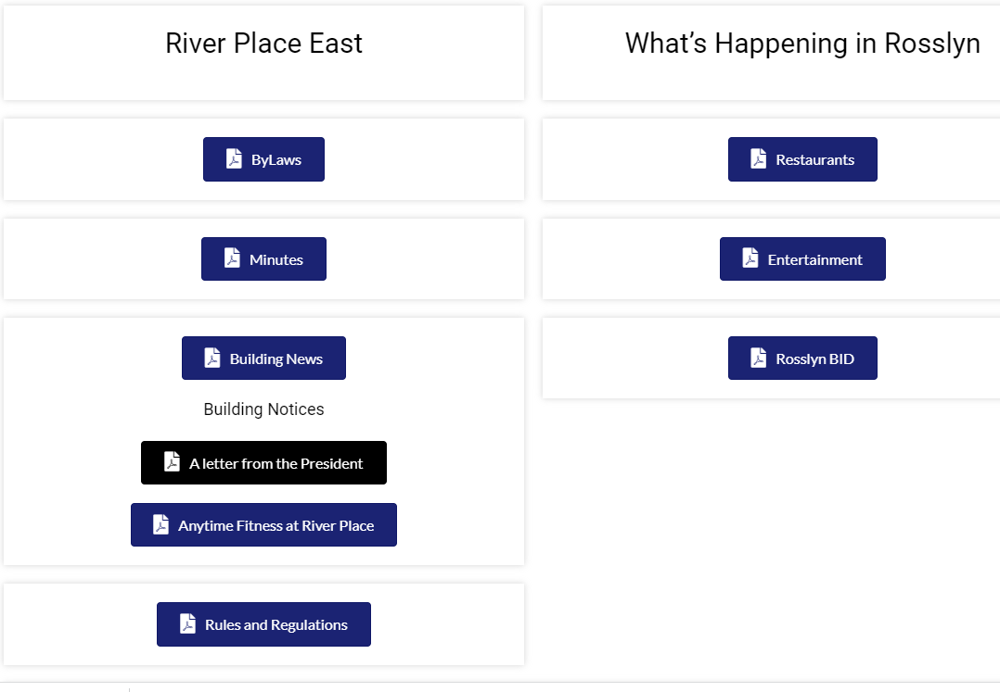 River Place East
ByLaws
Minutes
Building News
Building Notices
A letter from the President
Anytime Fitness at River Place
Rules and Regulations
What’s Happening in Rosslyn
Restaurants
Entertainment
Rosslyn BID